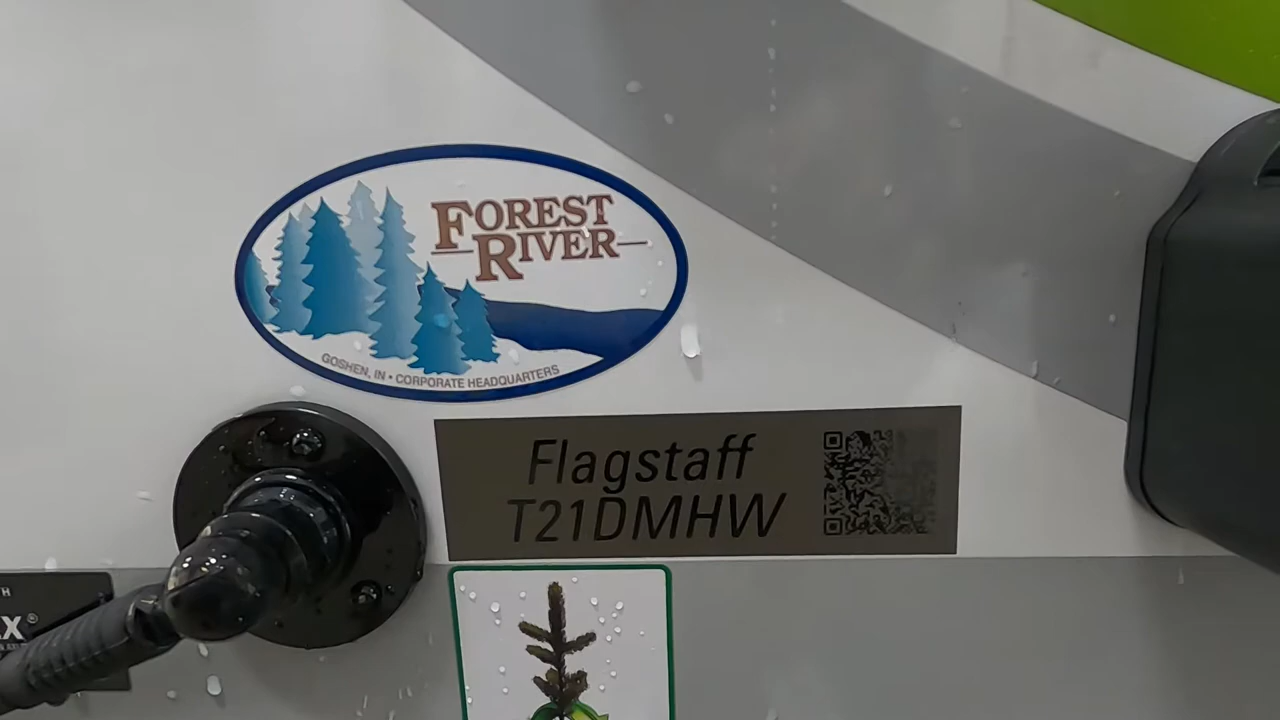 FOREST
RIVER
GOSHEN, IN • CORPORATE HEADQUARTERS
Flagstaff
T21DMHW